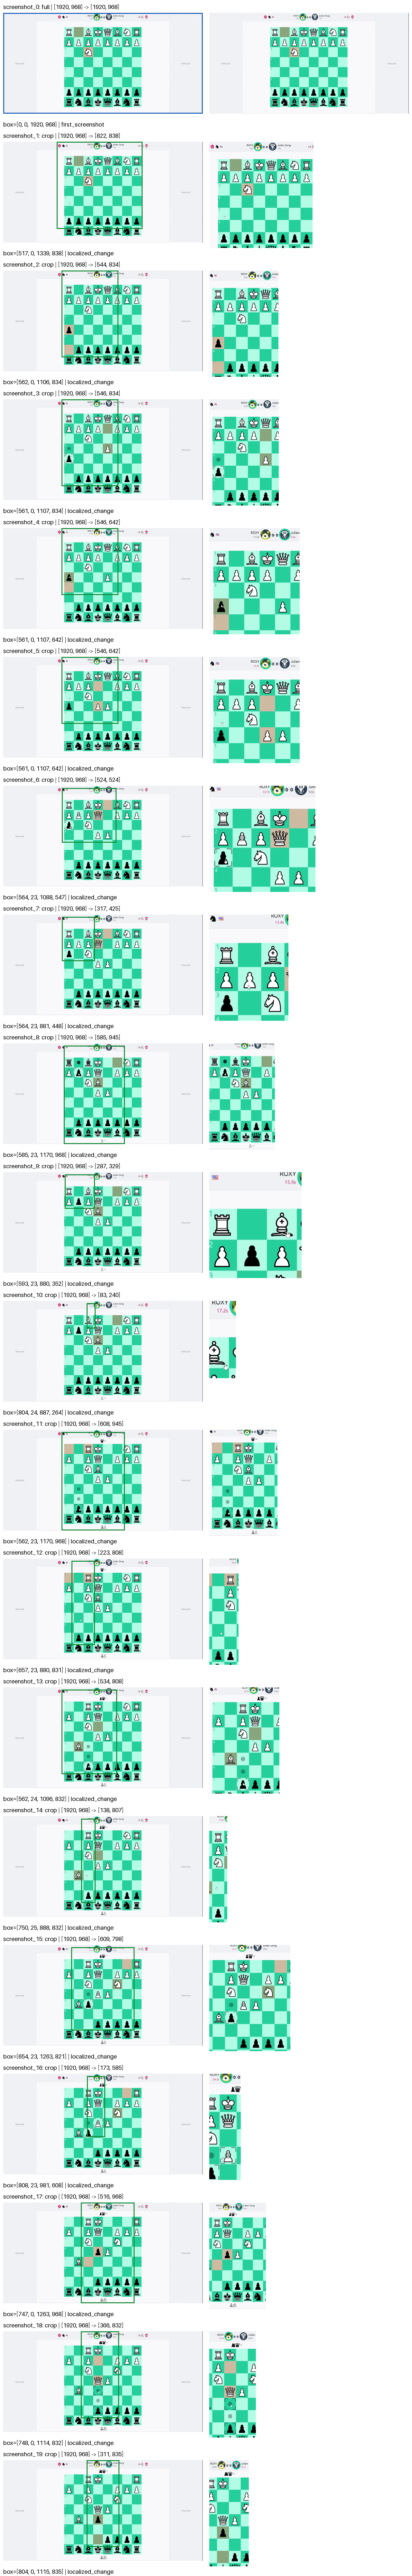 screenshot_0: full | [1920, 968] -> [1920, 968]
box=[0, 0, 1920, 968] | first_screenshot
screenshot_1: crop | [1920, 968] -> [822, 838]
box=[517, 0, 1339, 838] | localized_change
screenshot_2: crop | [1920, 968] -> [544, 834]
box=[562, 0, 1106, 834] | localized_change
screenshot_3: crop | [1920, 968] -> [546, 834]
box=[561, 0, 1107, 834] | localized_change
screenshot_4: crop | [1920, 968] -> [546, 642]
box=[561, 0, 1107, 642] | localized_change
screenshot_5: crop | [1920, 968] -> [546, 642]
box=[561, 0, 1107, 642] | localized_change
screenshot_6: crop | [1920, 968] -> [524, 524]
box=[564, 23, 1088, 547] | localized_change
screenshot_7: crop | [1920, 968] -> [317, 425]
ROXY
box=[564, 23, 881, 448] | localized_change
screenshot_8: crop | [1920, 968] -> [585, 945]
box=[585, 23, 1170, 968] | localized_change
screenshot_9: crop | [1920, 968] -> [287, 329]
ROXY
15.9s
box=[593, 23, 880, 352] | localized_change
screenshot_10: crop | [1920, 968] -> [83, 240]
ROXY
17.2s
box=[804, 24, 887, 264] | localized_change
screenshot_11: crop | [1920, 968] -> [608, 945]
box=[562, 23, 1170, 968] | localized_change
screenshot_12: crop | [1920, 968] -> [223, 808]
box=[657, 23, 880, 831] | localized_change
screenshot_13: crop | [1920, 968] -> [534, 808]
box=[562, 24, 1096, 832] | localized_change
screenshot_14: crop | [1920, 968] -> [138, 807]
box=[750, 25, 888, 832] | localized_change
screenshot_15: crop | [1920, 968] -> [609, 798]
box=[654, 23, 1263, 821] | localized_change
screenshot_16: crop | [1920, 968] -> [173, 585]
box=[808, 23, 981, 608] | localized_change
screenshot_17: crop | [1920, 968] -> [516, 968]
box=[747, 0, 1263, 968] | localized_change
screenshot_18: crop | [1920, 968] -> [366, 832]
box=[748, 0, 1114, 832] | localized_change
screenshot_19: crop | [1920, 968] -> [311, 835]
box=[804, 0, 1115, 835] | localized_change